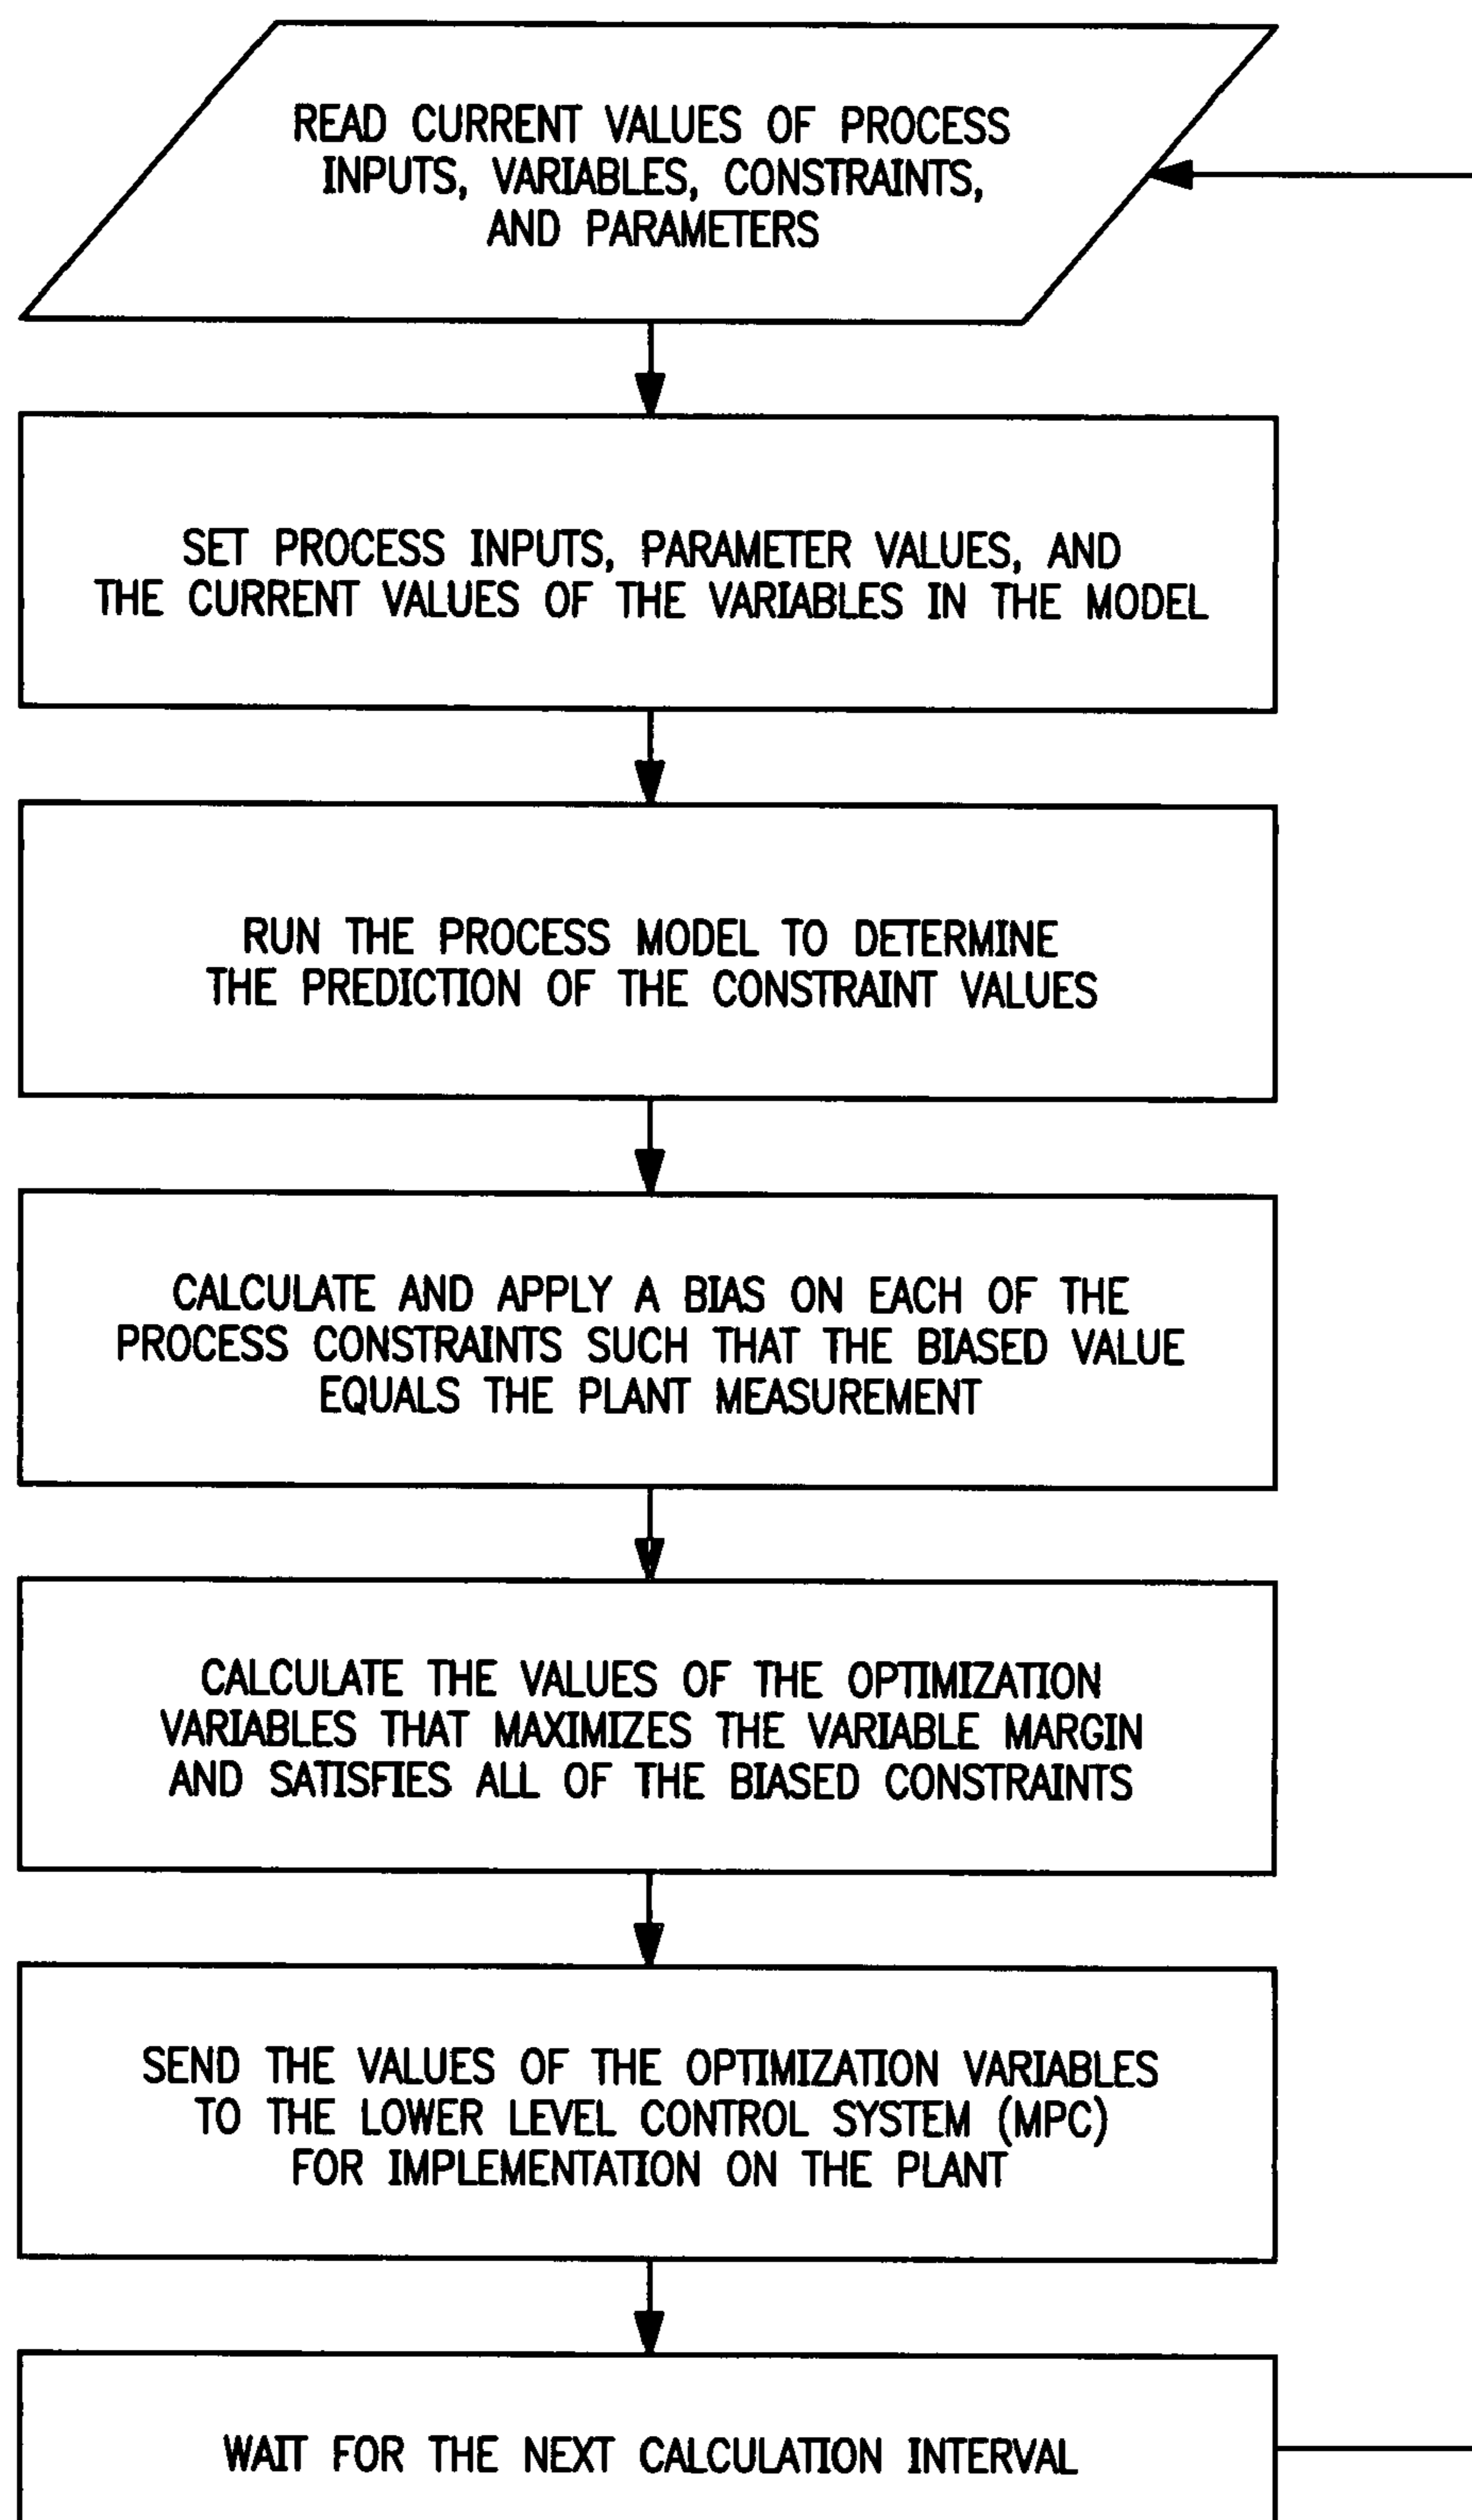 READ CURRENT VALUES OF PROCESS
INPUTS, VARIABLES, CONSTRAINTS,
AND PARAMETERS
SET PROCESS INPUTS, PARAMETER VALUES, AND
THE CURRENT VALUES OF THE VARIABLES IN THE MODEL
RUN THE PROCESS MODEL TO DETERMINE
THE PREDICTION OF THE CONSTRAINT VALUES
CALCULATE AND APPLY A BIAS ON EACH OF THE
PROCESS CONSTRAINTS SUCH THAT THE BIASED VALUE
EQUALS THE PLANT MEASUREMENT
CALCULATE THE VALUES OF THE OPTIMIZATION
VARIABLES THAT MAXIMIZES THE VARIABLE MARGIN
AND SATISFIES ALL OF THE BIASED CONSTRAINTS
SEND THE VALUES OF THE OPTIMIZATION VARIABLES
TO THE LOWER LEVEL CONTROL SYSTEM (MPC)
FOR IMPLEMENTATION ON THE PLANT
WAIT FOR THE NEXT CALCULATION INTERVAL